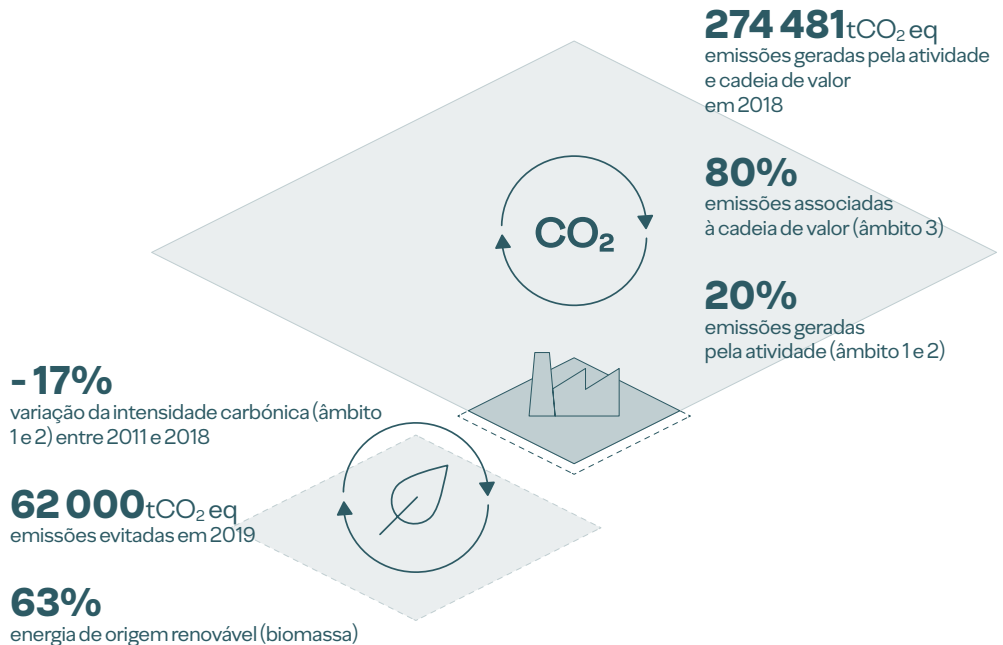 274 481tCO₂ eq
emissões geradas pela atividade
e cadeia de valor
em 2018
80%
emissões associadas
à cadeia de valor (âmbito 3)
CO₂
20%
emissões geradas
pela atividade (âmbito 1 e 2)
- 17%
variação da intensidade carbónica (âmbito
1 e 2) entre 2011 e 2018
62 000tCO₂ eq
emissões evitadas em 2019
63%
energia de origem renovável (biomassa)